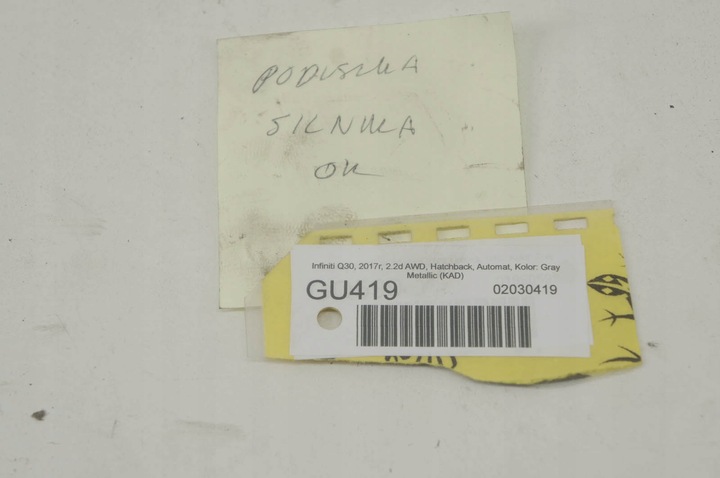 PODUSZKA
SILNIKA
OK
Infiniti Q30, 2017r, 2.2d AWD, Hatchback, Automat, Kolor: Gray
Metallic (KAD)
GU419
02030419